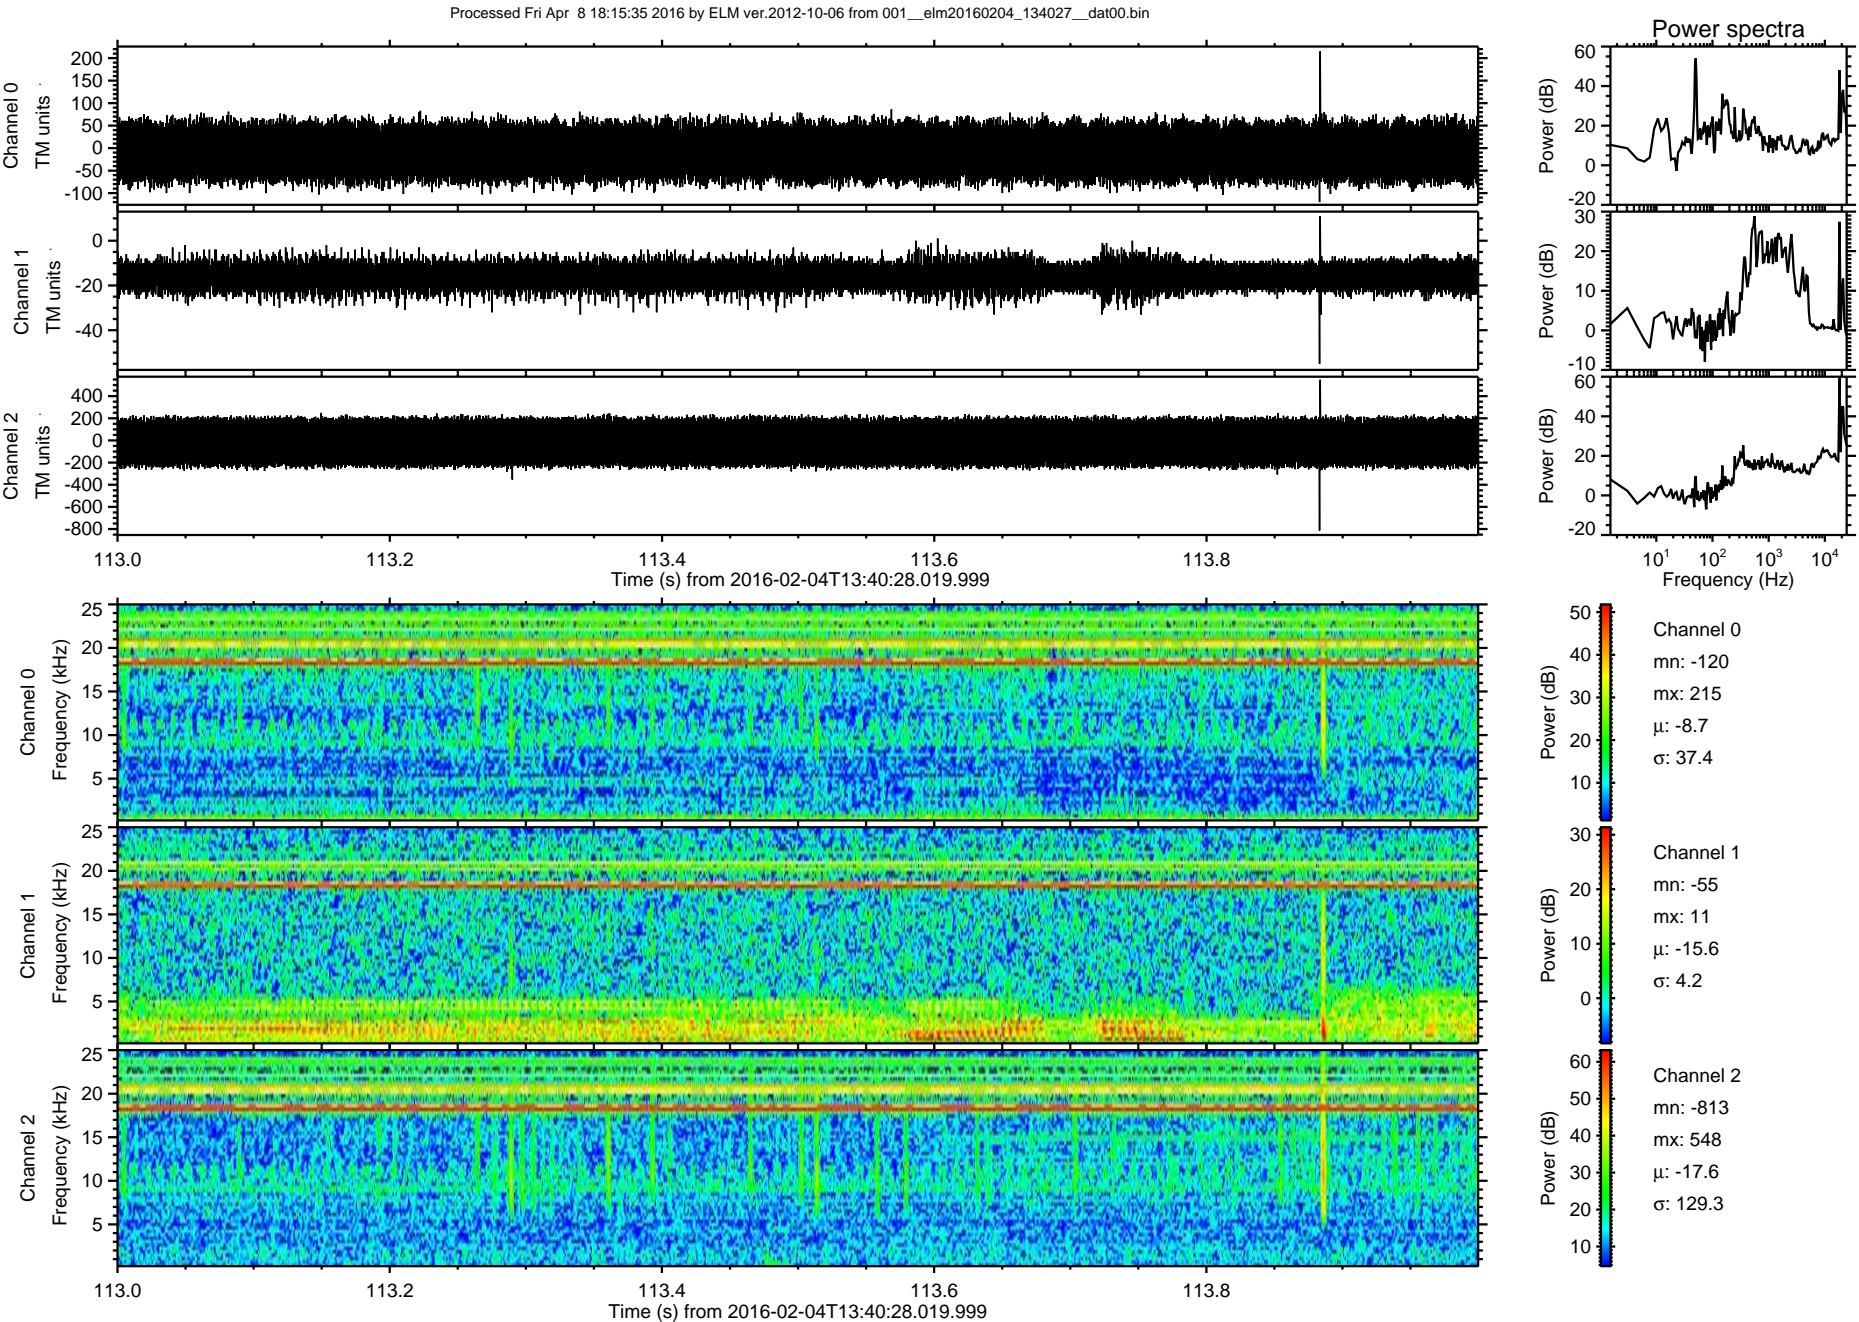 Processed Fri Apr  8 18:15:35 2016 by ELM ver.2012-10-06 from 001__elm20160204_134027__dat00.bin
Power spectra
Channel 0
TM units
200
150
100
50
0
-50
-100
Power (dB)
60
40
20
0
-20
Channel 1
TM units
0
-20
-40
Power (dB)
30
20
10
0
-10
Channel 2
TM units
400
200
0
-200
-400
-600
-800
Power (dB)
60
40
20
0
-20
113.0 113.2 113.4 113.6 113.8
Time (s) from 2016-02-04T13:40:28.019.999
10^1 10^2 10^3 10^4
Frequency (Hz)
Channel 0
Frequency (kHz)
25
20
15
10
5
Power (dB)
50
40
30
20
10
Channel 0
mn: -120
mx: 215
µ: -8.7
σ: 37.4
Channel 1
Frequency (kHz)
25
20
15
10
5
Power (dB)
30
20
10
0
Channel 1
mn: -55
mx: 11
µ: -15.6
σ: 4.2
Channel 2
Frequency (kHz)
25
20
15
10
5
Power (dB)
60
50
40
30
20
10
Channel 2
mn: -813
mx: 548
µ: -17.6
σ: 129.3
113.0 113.2 113.4 113.6 113.8
Time (s) from 2016-02-04T13:40:28.019.999